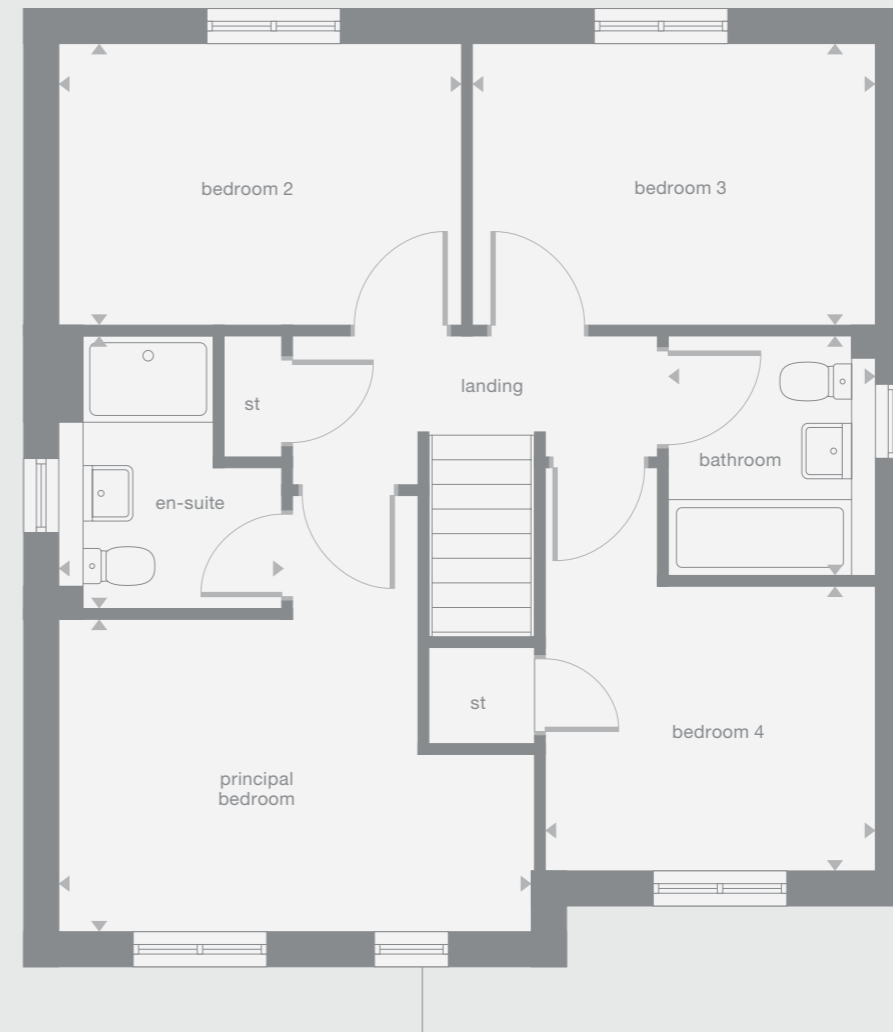 bedroom 2
bedroom 3
landing
st
bathroom
en-suite
st
bedroom 4
principal
bedroom